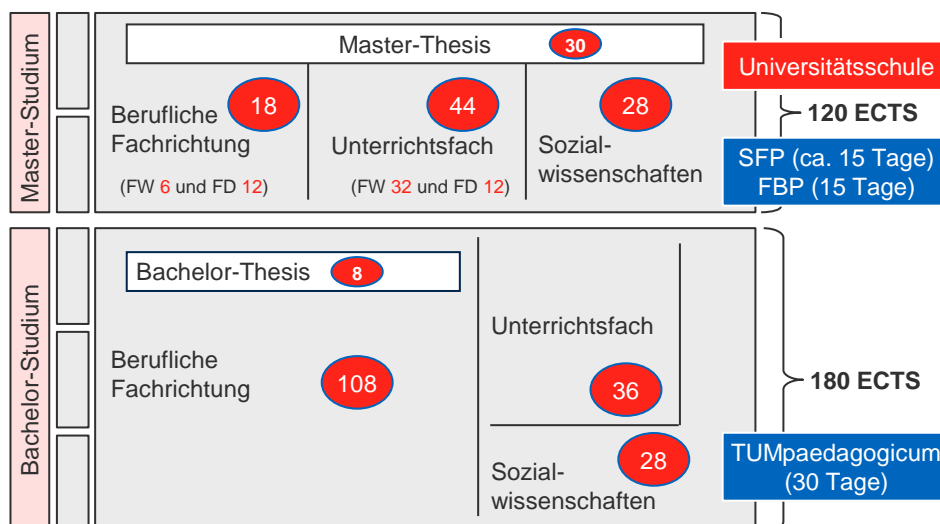 Master-Studium
Master-Thesis 30
Berufliche
Fachrichtung
18
(FW 6 und FD 12)
Unterrichtsfach
44
(FW 32 und FD 12)
Sozial-
wissenschaften
28
Universitätsschule
120 ECTS
SFP (ca. 15 Tage)
FBP (15 Tage)
Bachelor-Studium
Bachelor-Thesis 8
Berufliche
Fachrichtung
108
Unterrichtsfach
36
Sozial-
wissenschaften
28
180 ECTS
TUMpaedagogicum
(30 Tage)